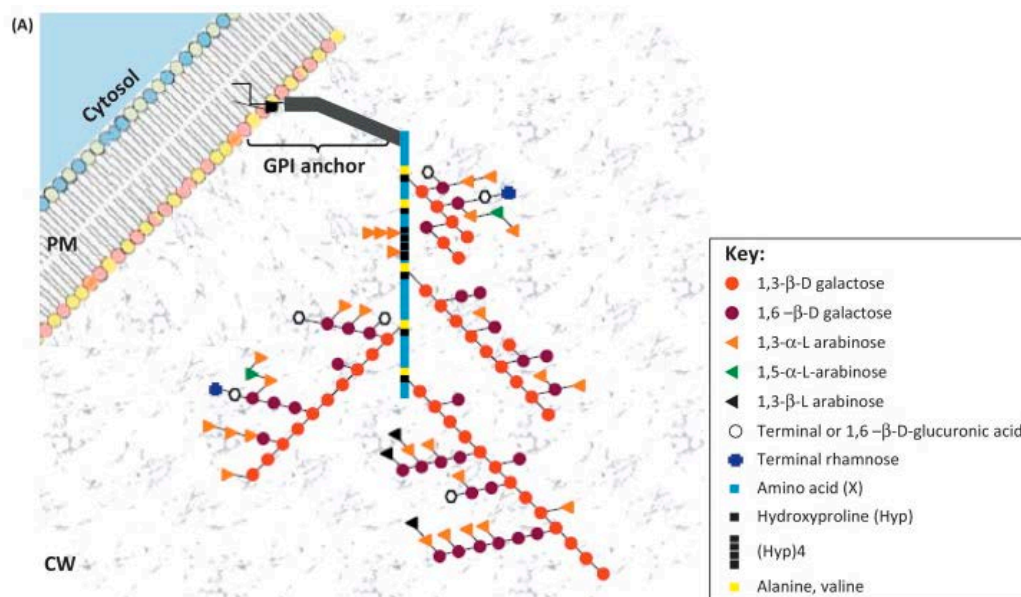 (A)
Cytosol
GPI anchor
PM
CW
Key:
1,3-β-D galactose
1,6 –β-D galactose
1,3-α-L arabinose
1,5-α-L-arabinose
1,3-β-L arabinose
Terminal or 1,6 –β-D-glucuronic acid
Terminal rhamnose
Amino acid (X)
Hydroxyproline (Hyp)
(Hyp)4
Alanine, valine